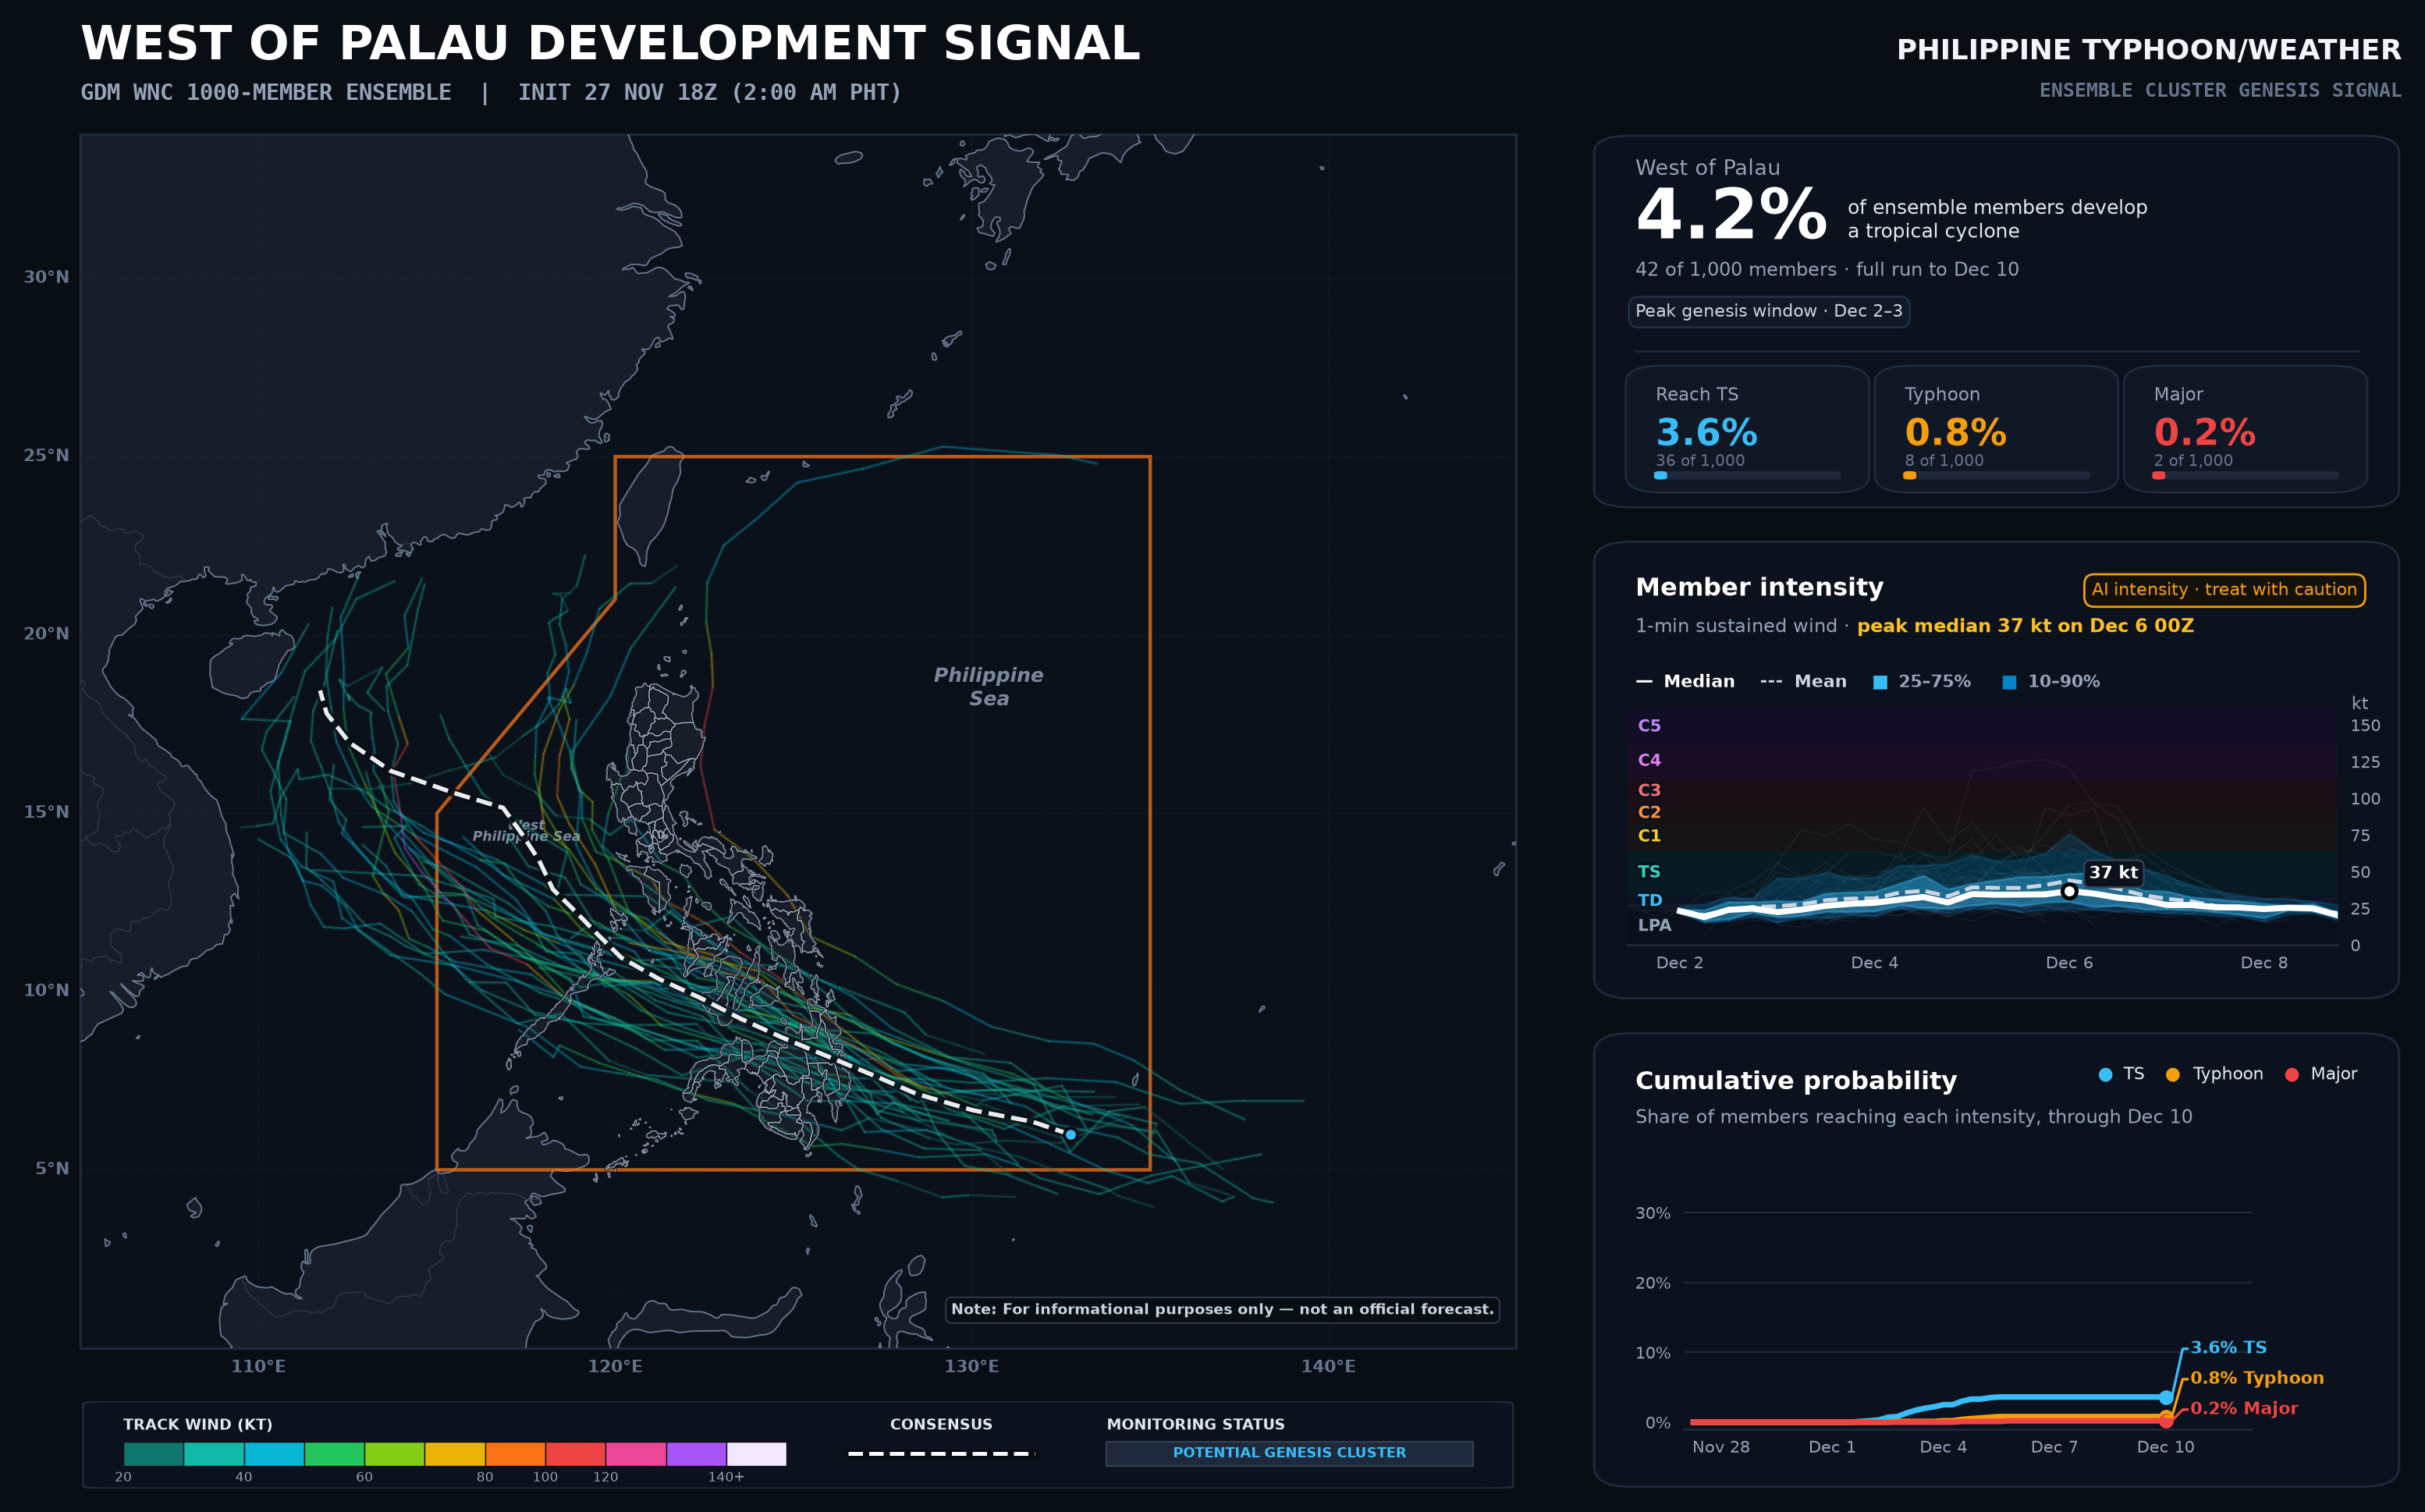 WEST OF PALAU DEVELOPMENT SIGNAL
GDM WNC 1000-MEMBER ENSEMBLE | INIT 27 NOV 18Z (2:00 AM PHT)
PHILIPPINE TYPHOON/WEATHER
ENSEMBLE CLUSTER GENESIS SIGNAL
30°N
25°N
20°N
15°N
10°N
5°N
110°E
120°E
130°E
140°E
Philippine
Sea
West
Philippine Sea
Note: For informational purposes only — not an official forecast.
TRACK WIND (KT)
20
40
60
80
100
120
140+
CONSENSUS
MONITORING STATUS
POTENTIAL GENESIS CLUSTER
West of Palau
4.2%
of ensemble members develop
a tropical cyclone
42 of 1,000 members · full run to Dec 10
Peak genesis window · Dec 2–3
Reach TS
3.6%
36 of 1,000
Typhoon
0.8%
8 of 1,000
Major
0.2%
2 of 1,000
Member intensity
AI intensity · treat with caution
1-min sustained wind · peak median 37 kt on Dec 6 00Z
Median
Mean
25–75%
10–90%
kt
C5
C4
C3
C2
C1
TS
TD
LPA
150
125
100
75
50
25
0
37 kt
Dec 2
Dec 4
Dec 6
Dec 8
Cumulative probability
TS
Typhoon
Major
Share of members reaching each intensity, through Dec 10
30%
20%
10%
0%
3.6% TS
0.8% Typhoon
0.2% Major
Nov 28
Dec 1
Dec 4
Dec 7
Dec 10